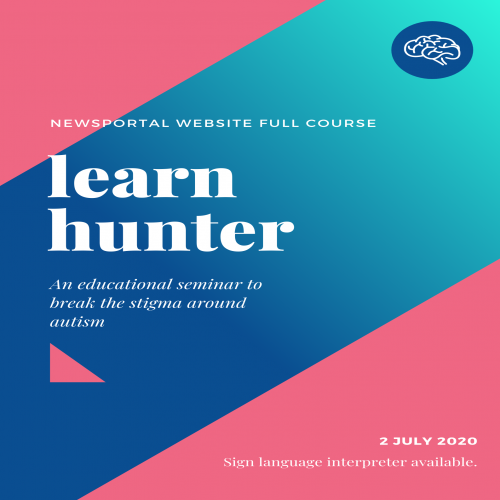 NEWSPORTAL WEBSITE FULL COURSE
learn
hunter
An educational seminar to
break the stigma around
autism
2 JULY 2020
Sign language interpreter available.